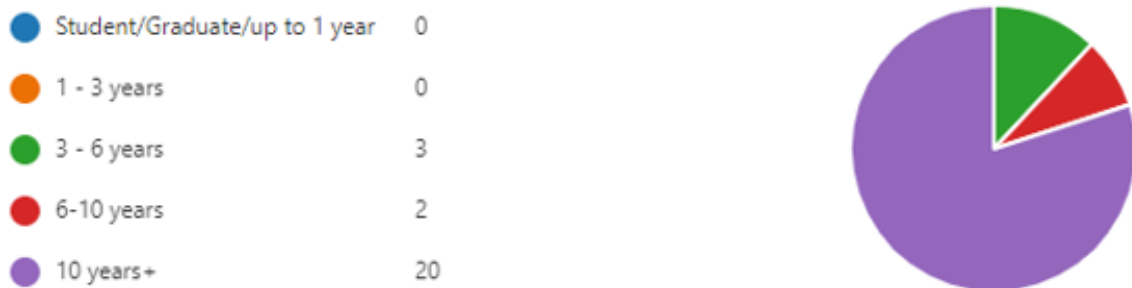 Student/Graduate/up to 1 year 0
1 - 3 years 0
3 - 6 years 3
6-10 years 2
10 years+ 20